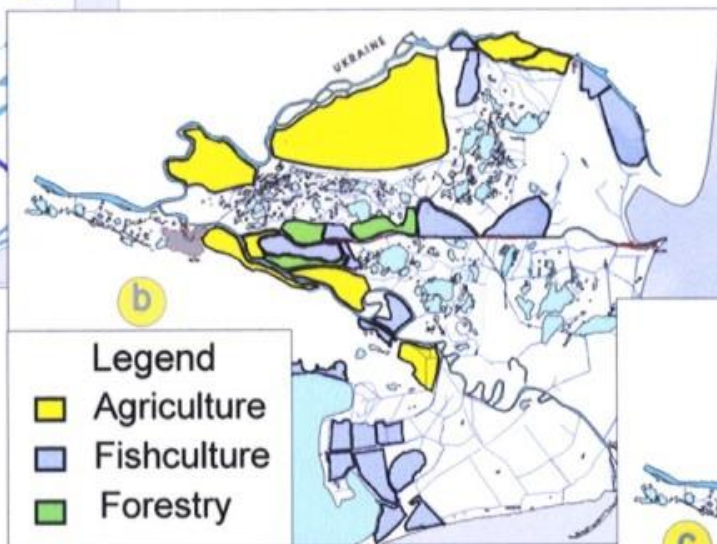 UKRAINE
b
Legend
Agriculture
Fishculture
Forestry
c